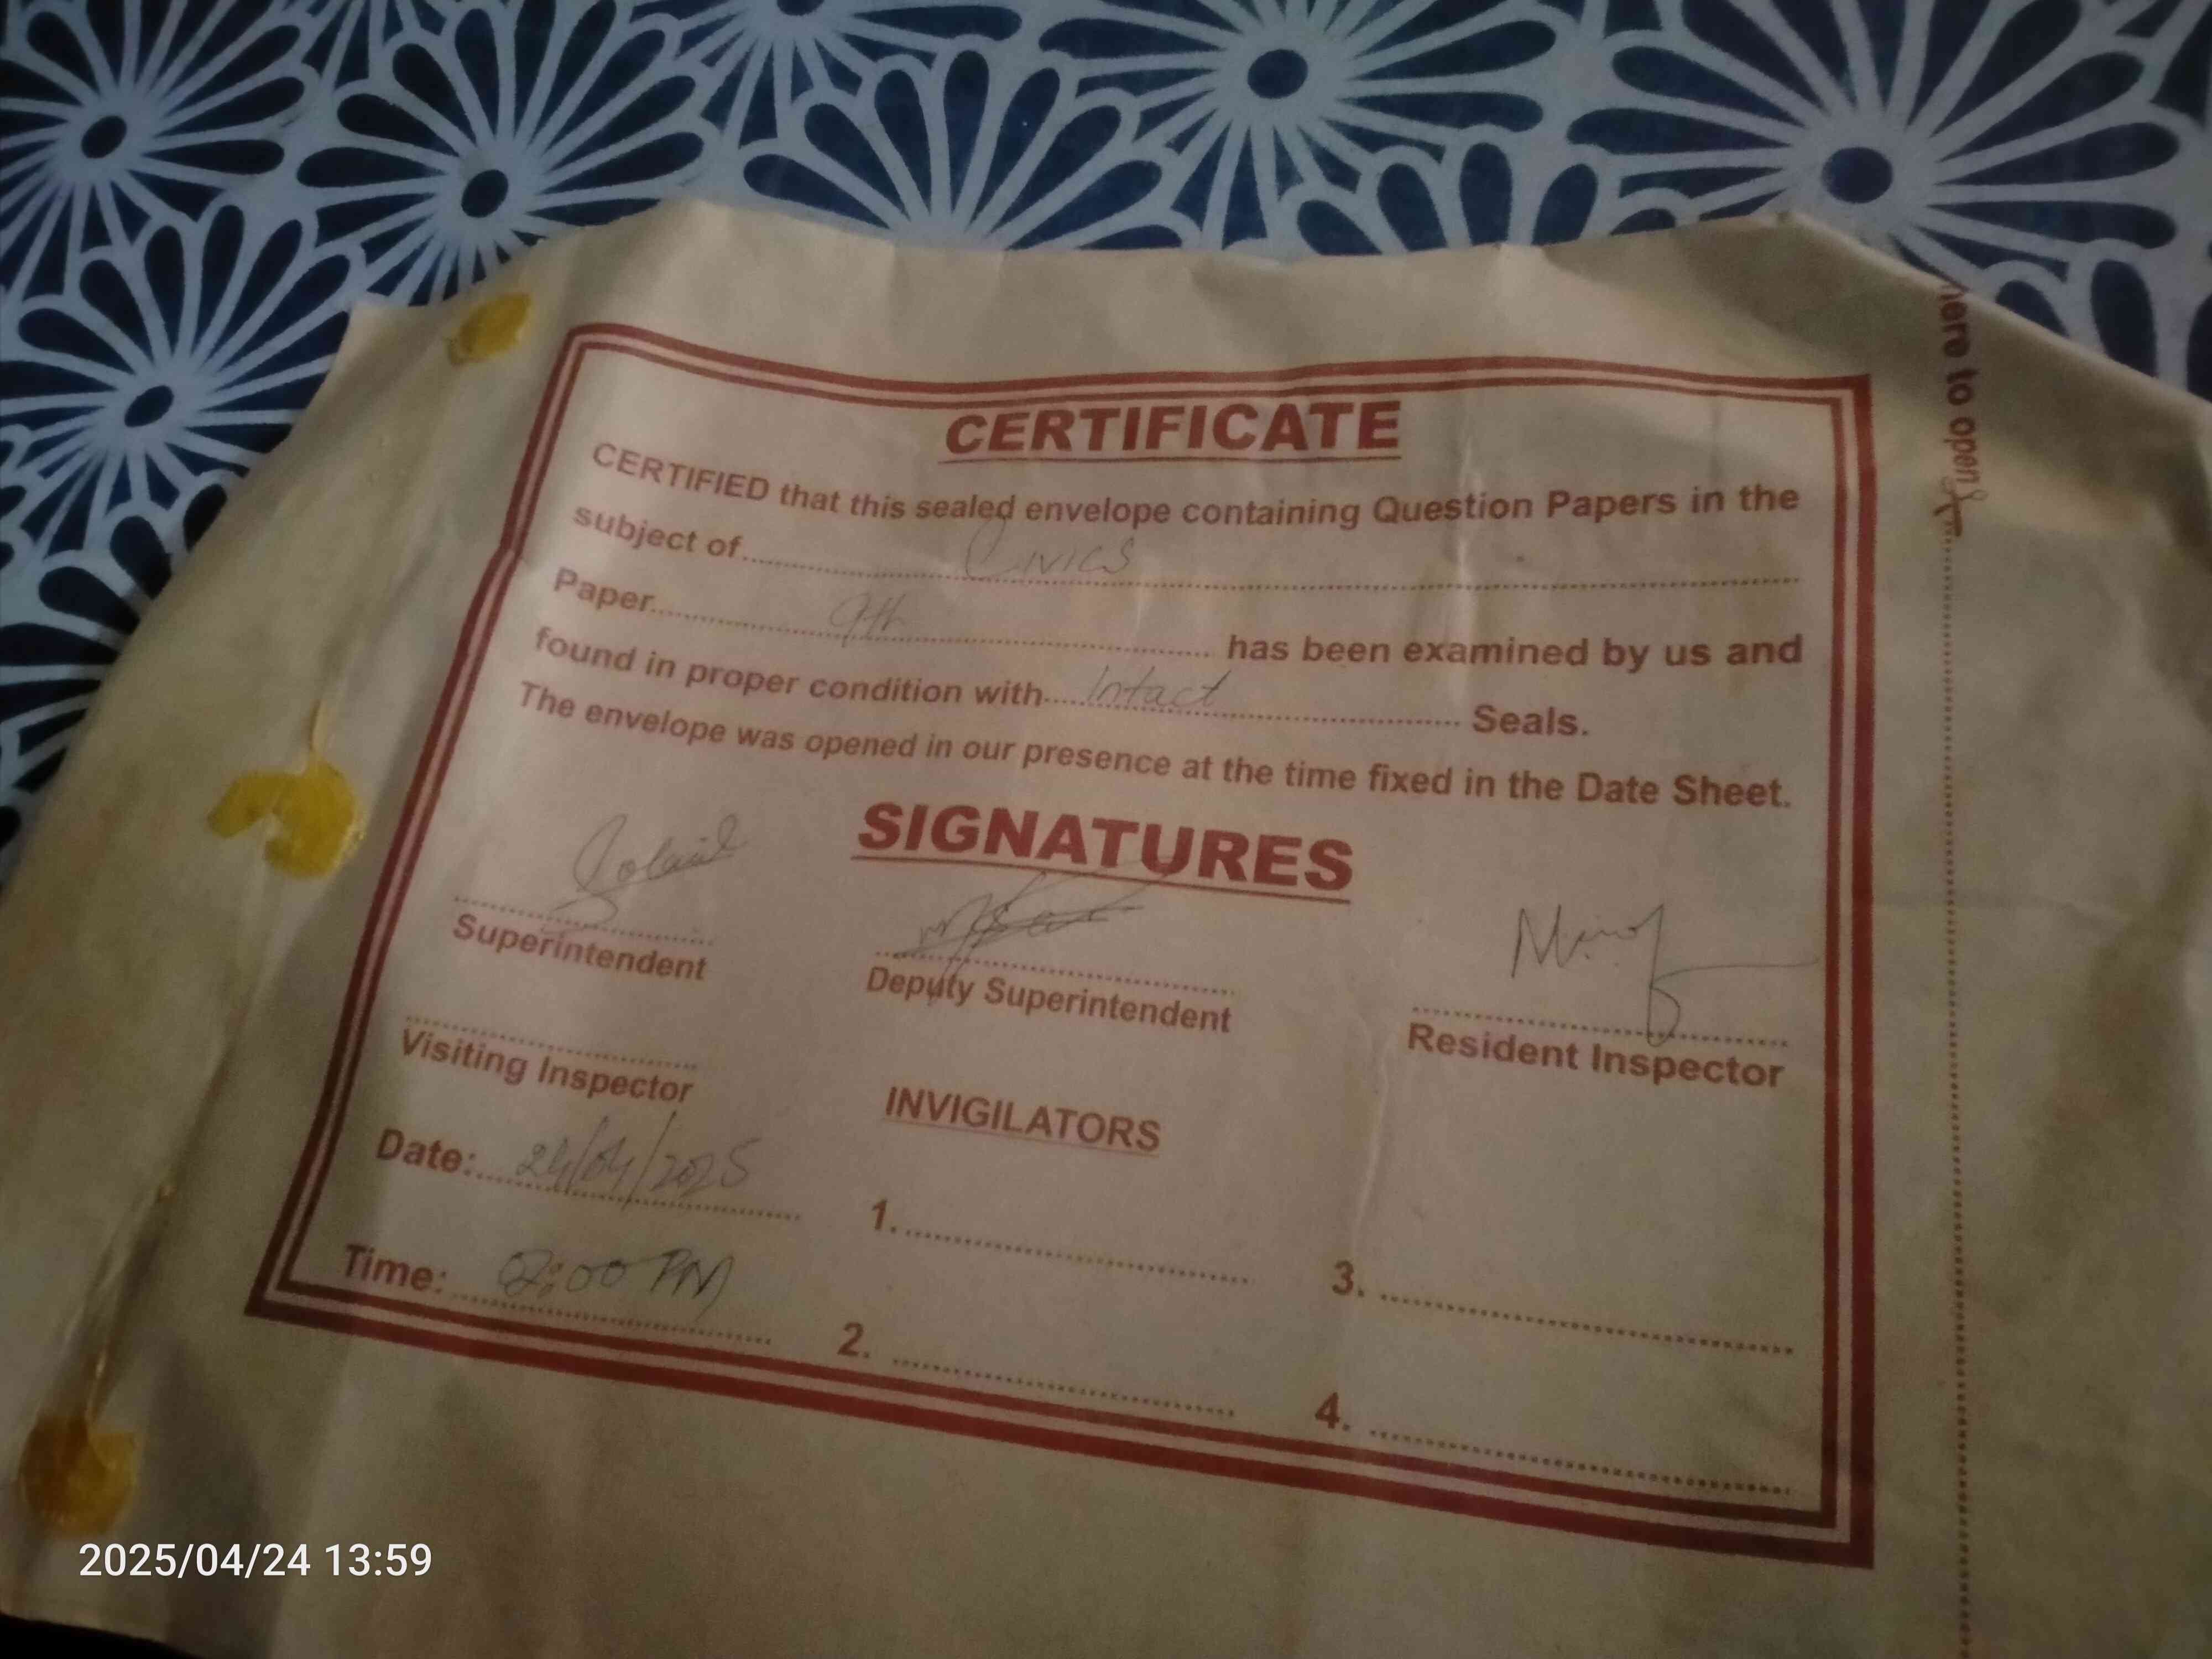 CERTIFICATE
CERTIFIED that this sealed envelope containing Question Papers in the
subject of Civics
Paper 9th has been examined by us and
found in proper condition with Intact Seals.
The envelope was opened in our presence at the time fixed in the Date Sheet.
SIGNATURES
Superintendent
Deputy Superintendent
Resident Inspector
Visiting Inspector
INVIGILATORS
Date: 24/04/2025
1.
Time: 02:00 PM
3.
2.
4.
here to open
2025/04/24 13:59